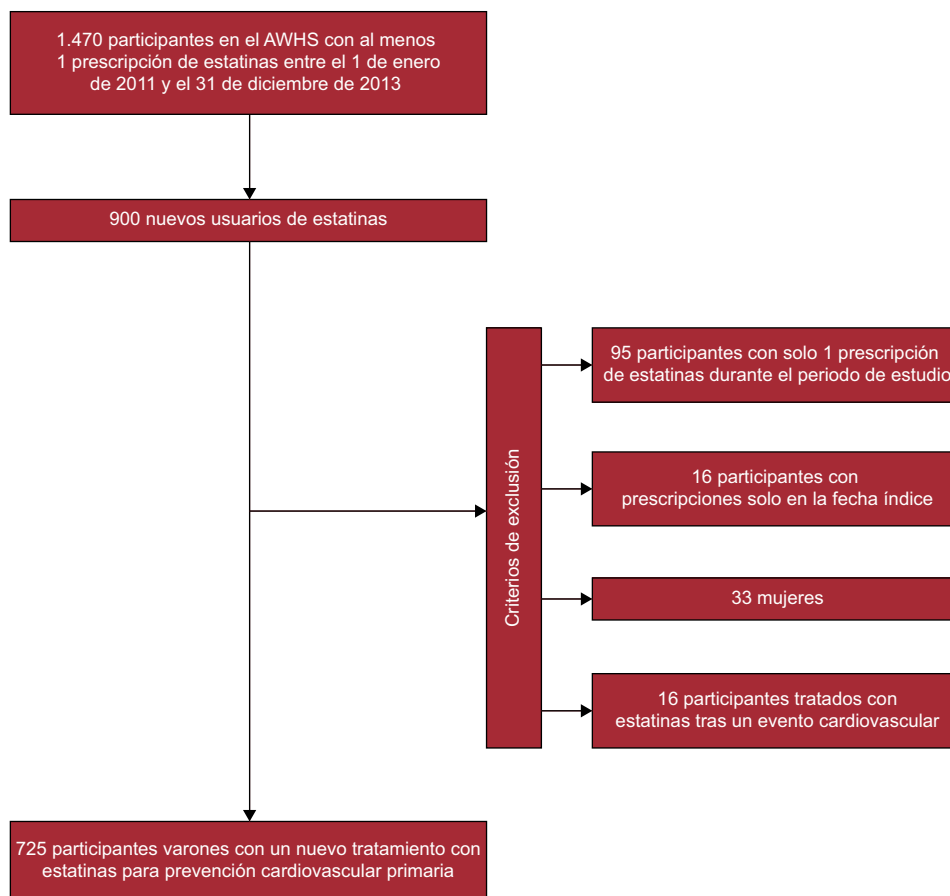 1.470 participantes en el AWHS con al menos
1 prescripción de estatinas entre el 1 de enero
de 2011 y el 31 de diciembre de 2013
900 nuevos usuarios de estatinas
Criterios de exclusión
95 participantes con solo 1 prescripción
de estatinas durante el periodo de estudio
16 participantes con
prescripciones solo en la fecha índice
33 mujeres
16 participantes tratados con
estatinas tras un evento cardiovascular
725 participantes varones con un nuevo tratamiento con
estatinas para prevención cardiovascular primaria